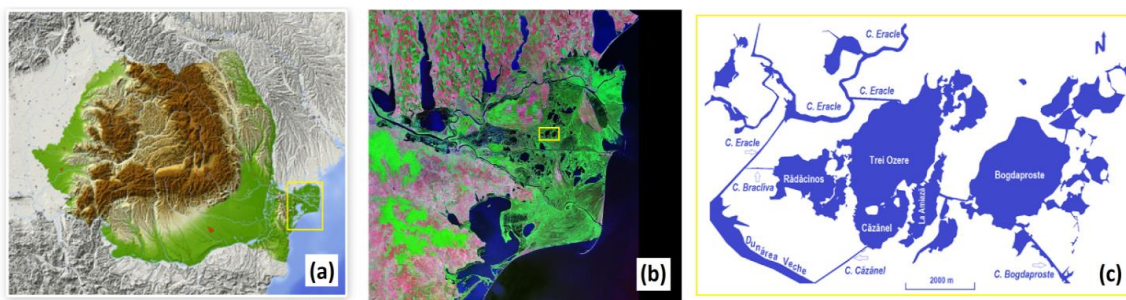 (a)
(b)
(c)
C. Eracle
N
C. Eracle
C. Eracle
C. Eracle
Trei Ozere
Rădăcinos
Bogdaproste
C. Bracliva
La Amiază
Căzănel
Dunărea Veche
C. Căzănel
C. Bogdaproste
2000 m